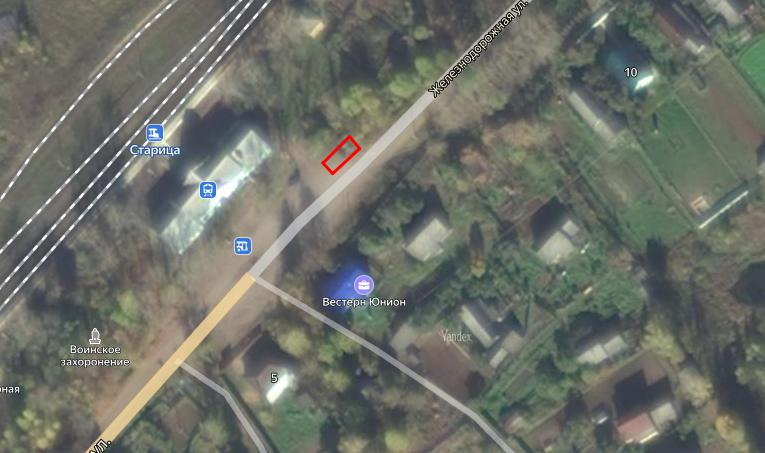 Железнодорожная ул.
10
Старица
Вестерн Юнион
Yandex
Воинское
захоронение
5
ная
ул.